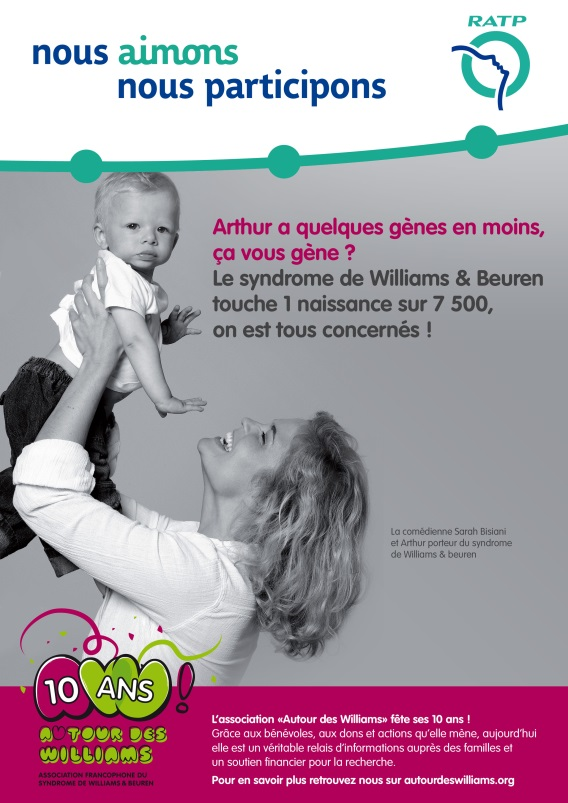 RATP
nous aimons
nous participons
Arthur a quelques gènes en moins,
ça vous gène ?
Le syndrome de Williams & Beuren
touche 1 naissance sur 7 500,
on est tous concernés !
La comédienne Sarah Bisiani
et Arthur porteur du syndrome
de Williams & beuren
10 ANS !
AUTOUR DES
WILLIAMS
ASSOCIATION FRANCOPHONE DU
SYNDROME DE WILLIAMS & BEUREN
L'association «Autour des Williams» fête ses 10 ans !
Grâce aux bénévoles, aux dons et actions qu'elle mène, aujourd'hui
elle est un véritable relais d'informations auprès des familles et
un soutien financier pour la recherche.
Pour en savoir plus retrouvez nous sur autourdeswilliams.org